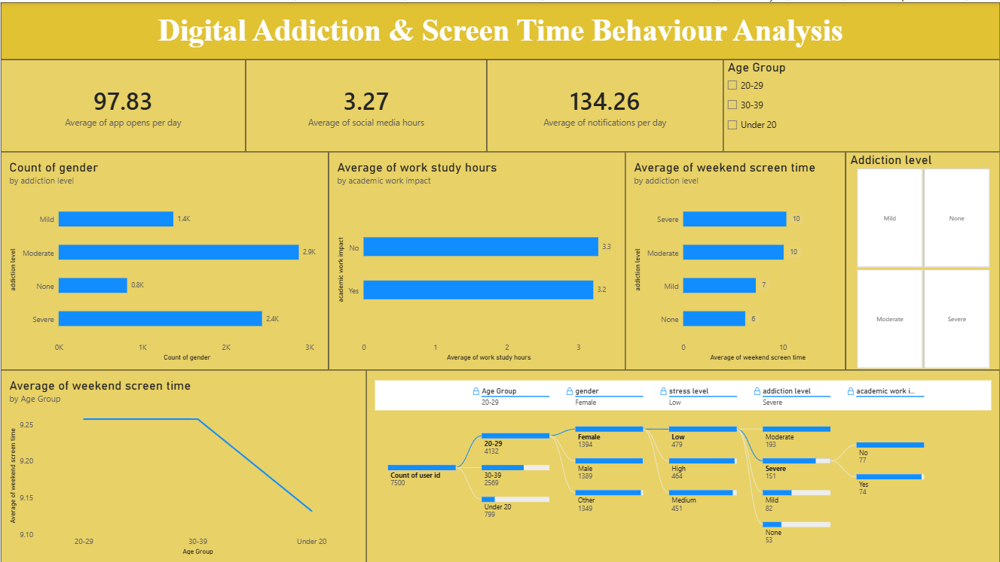 Digital Addiction & Screen Time Behaviour Analysis
97.83
Average of app opens per day
3.27
Average of social media hours
134.26
Average of notifications per day
Age Group
20-29
30-39
Under 20
Count of gender
by addiction level
addiction level
Mild
1.4K
Moderate
2.9K
None
0.8K
Severe
2.4K
0K
1K
2K
3K
Count of gender
Average of work study hours
by academic work impact
academic work impact
No
3.3
Yes
3.2
0
1
2
3
Average of work study hours
Average of weekend screen time
by addiction level
addiction level
Severe
10
Moderate
10
Mild
7
None
6
0
10
Average of weekend screen time
Addiction level
Mild
None
Moderate
Severe
Average of weekend screen time
by Age Group
Average of weekend screen time
9.25
9.20
9.15
9.10
20-29
30-39
Under 20
Age Group
Age Group
20-29
gender
Female
stress level
Low
addiction level
Severe
academic work i...
Count of user id
7500
20-29
4132
30-39
2569
Under 20
799
Female
1394
Male
1389
Other
1349
Low
479
High
464
Medium
451
Moderate
193
Severe
151
Mild
82
None
53
No
77
Yes
74